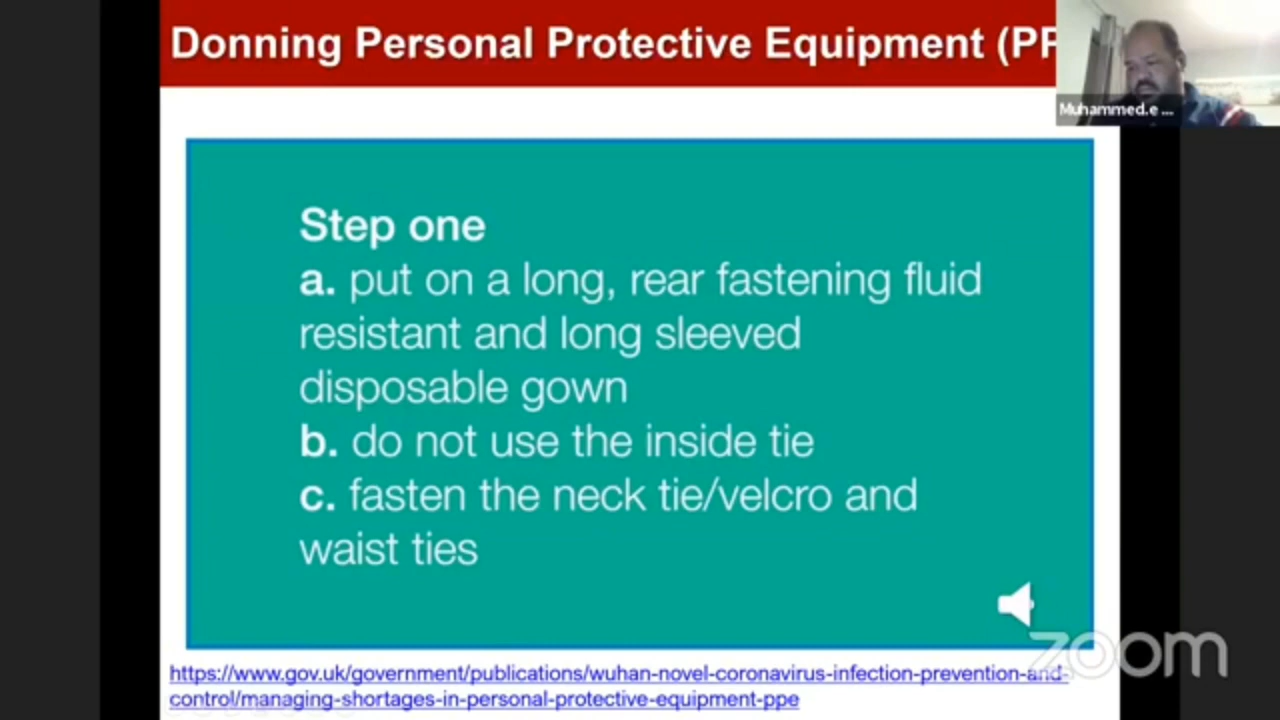 Donning Personal Protective Equipment (PP
Muhammed.e ...
Step one
a. put on a long, rear fastening fluid
resistant and long sleeved
disposable gown
b. do not use the inside tie
c. fasten the neck tie/velcro and
waist ties
zoom
https://www.gov.uk/government/publications/wuhan-novel-coronavirus-infection-prevention-and-
control/managing-shortages-in-personal-protective-equipment-ppe